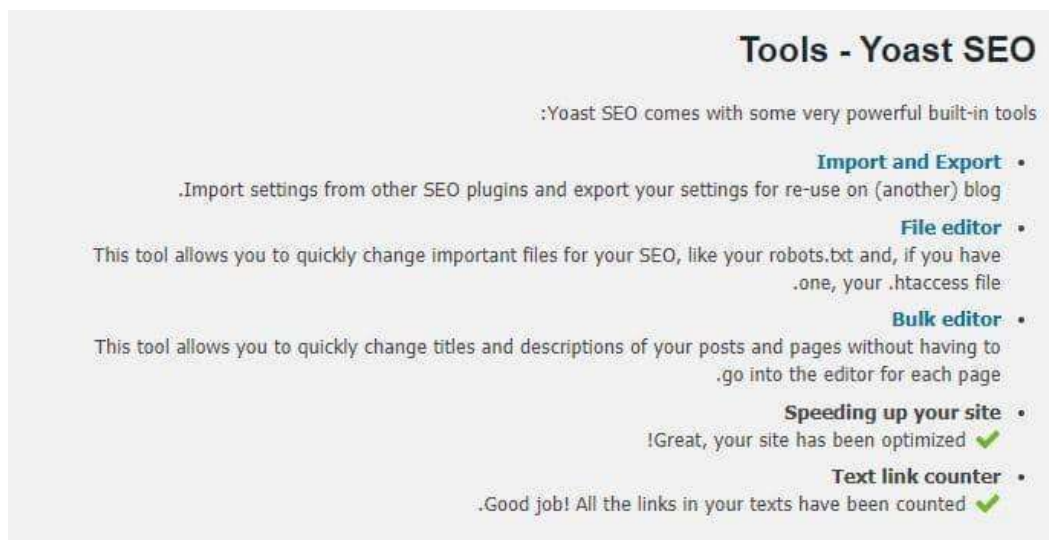 Tools - Yoast SEO
:Yoast SEO comes with some very powerful built-in tools
Import and Export
.Import settings from other SEO plugins and export your settings for re-use on (another) blog
File editor
This tool allows you to quickly change important files for your SEO, like your robots.txt and, if you have
.one, your .htaccess file
Bulk editor
This tool allows you to quickly change titles and descriptions of your posts and pages without having to
.go into the editor for each page
Speeding up your site
!Great, your site has been optimized
Text link counter
.Good job! All the links in your texts have been counted